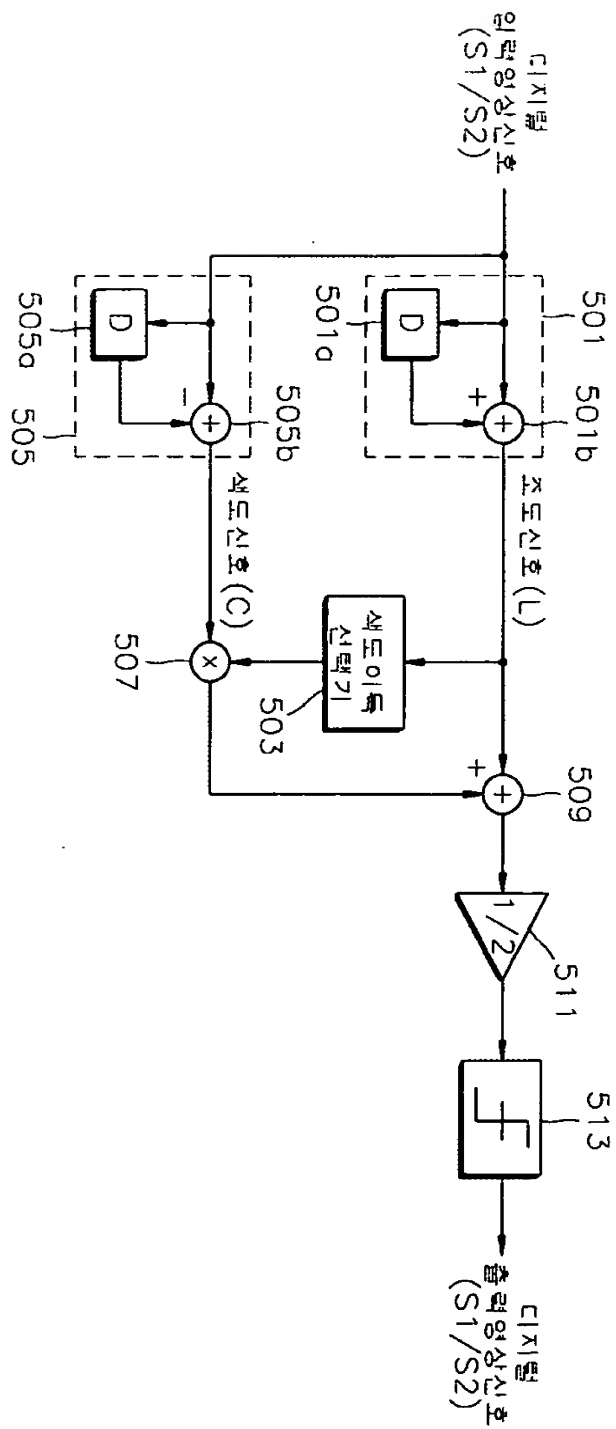 디지털
입력영상신호
(S1/S2)
501
501b
D
501a
+
+
조도신호(L)
505a
D
505b
−
+
505
색도신호(C)
색도이득
선택기
503
507
×
509
+
+
1/2
511
513
디지털
출력영상신호
(S1/S2)